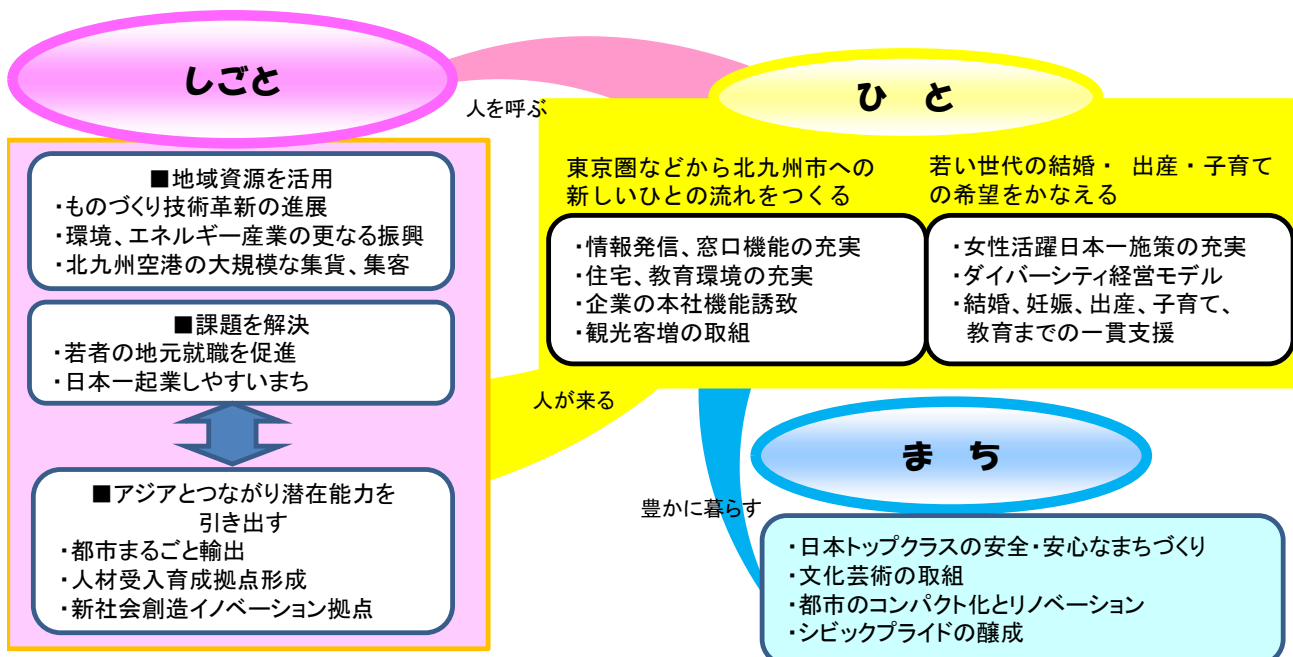 しごと
人を呼ぶ
ひ と
■地域資源を活用
・ものづくり技術革新の進展
・環境、エネルギー産業の更なる振興
・北九州空港の大規模な集貨、集客
■課題を解決
・若者の地元就職を促進
・日本一起業しやすいまち
■アジアとつながり潜在能力を
引き出す
・都市まるごと輸出
・人材受入育成拠点形成
・新社会創造イノベーション拠点
東京圏などから北九州市への
新しいひとの流れをつくる
・情報発信、窓口機能の充実
・住宅、教育環境の充実
・企業の本社機能誘致
・観光客増の取組
若い世代の結婚・ 出産・子育て
の希望をかなえる
・女性活躍日本一施策の充実
・ダイバーシティ経営モデル
・結婚、妊娠、出産、子育て、
教育までの一貫支援
人が来る
ま ち
豊かに暮らす
・日本トップクラスの安全・安心なまちづくり
・文化芸術の取組
・都市のコンパクト化とリノベーション
・シビックプライドの醸成